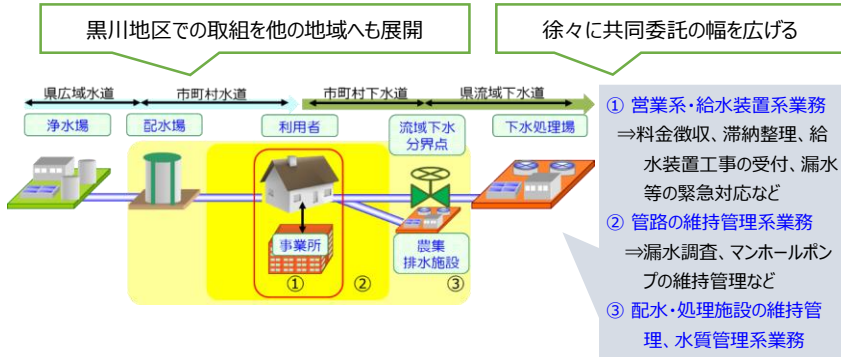 黒川地区での取組を他の地域へも展開
徐々に共同委託の幅を広げる
県広域水道
市町村水道
市町村下水道
県流域下水道
浄水場
配水場
利用者
流域下水
分界点
下水処理場
事業所
農集
排水施設
①
②
③
① 営業系・給水装置系業務
⇒料金徴収、滞納整理、給
水装置工事の受付、漏水
等の緊急対応など
② 管路の維持管理系業務
⇒漏水調査、マンホールポン
プの維持管理など
③ 配水・処理施設の維持管
理、水質管理系業務